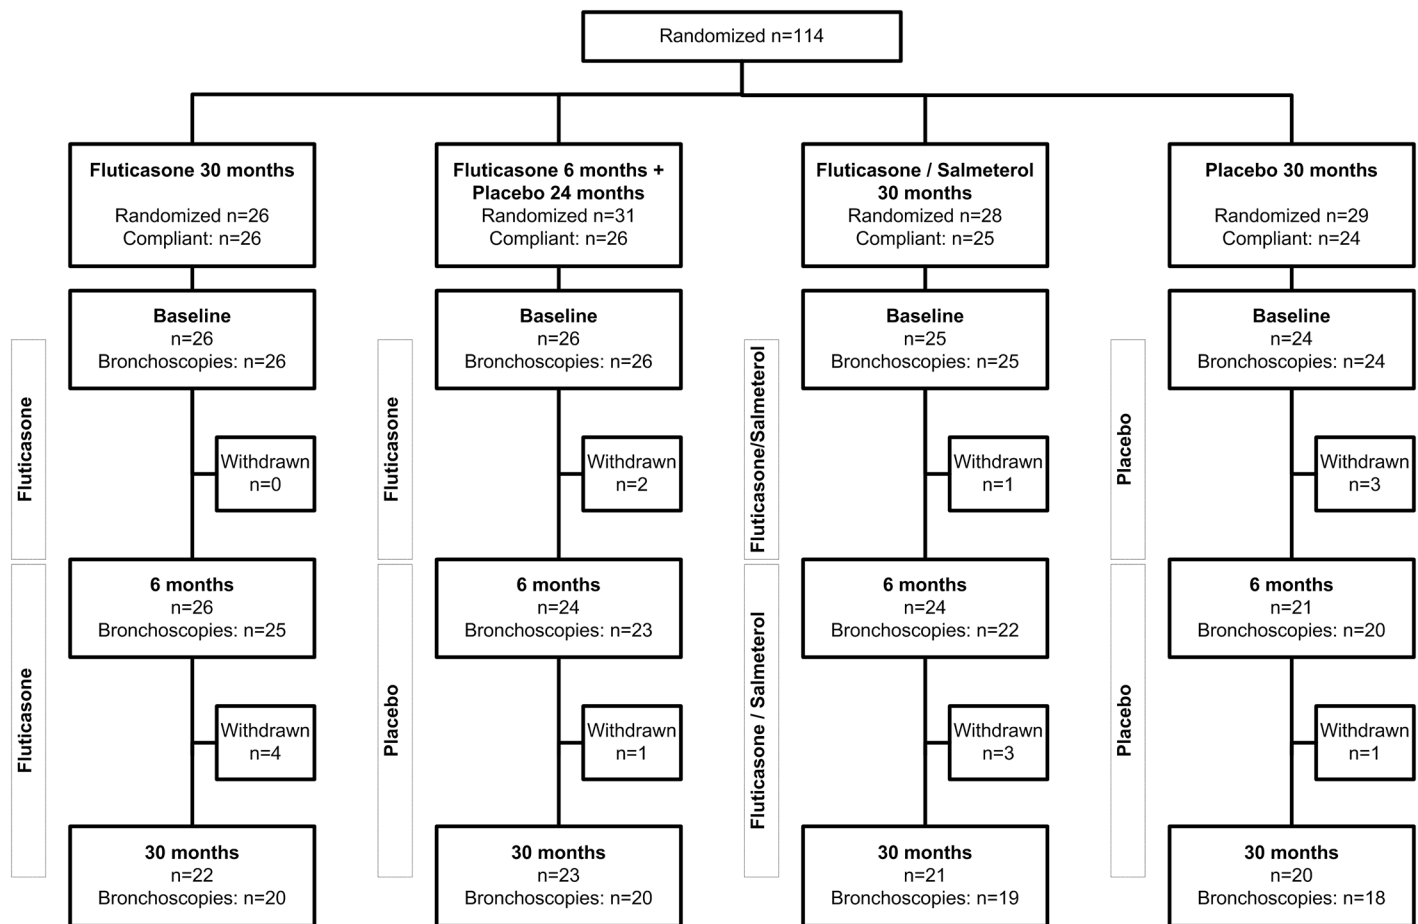 Randomized n=114
Fluticasone 30 months
Randomized n=26
Compliant: n=26
Fluticasone 6 months +
Placebo 24 months
Randomized n=31
Compliant: n=26
Fluticasone / Salmeterol
30 months
Randomized n=28
Compliant: n=25
Placebo 30 months
Randomized n=29
Compliant: n=24
Baseline
n=26
Bronchoscopies: n=26
Baseline
n=26
Bronchoscopies: n=26
Baseline
n=25
Bronchoscopies: n=25
Baseline
n=24
Bronchoscopies: n=24
Fluticasone
Withdrawn
n=0
Fluticasone
Withdrawn
n=2
Fluticasone/Salmeterol
Withdrawn
n=1
Placebo
Withdrawn
n=3
6 months
n=26
Bronchoscopies: n=25
6 months
n=24
Bronchoscopies: n=23
6 months
n=24
Bronchoscopies: n=22
6 months
n=21
Bronchoscopies: n=20
Fluticasone
Withdrawn
n=4
Placebo
Withdrawn
n=1
Fluticasone / Salmeterol
Withdrawn
n=3
Placebo
Withdrawn
n=1
30 months
n=22
Bronchoscopies: n=20
30 months
n=23
Bronchoscopies: n=20
30 months
n=21
Bronchoscopies: n=19
30 months
n=20
Bronchoscopies: n=18